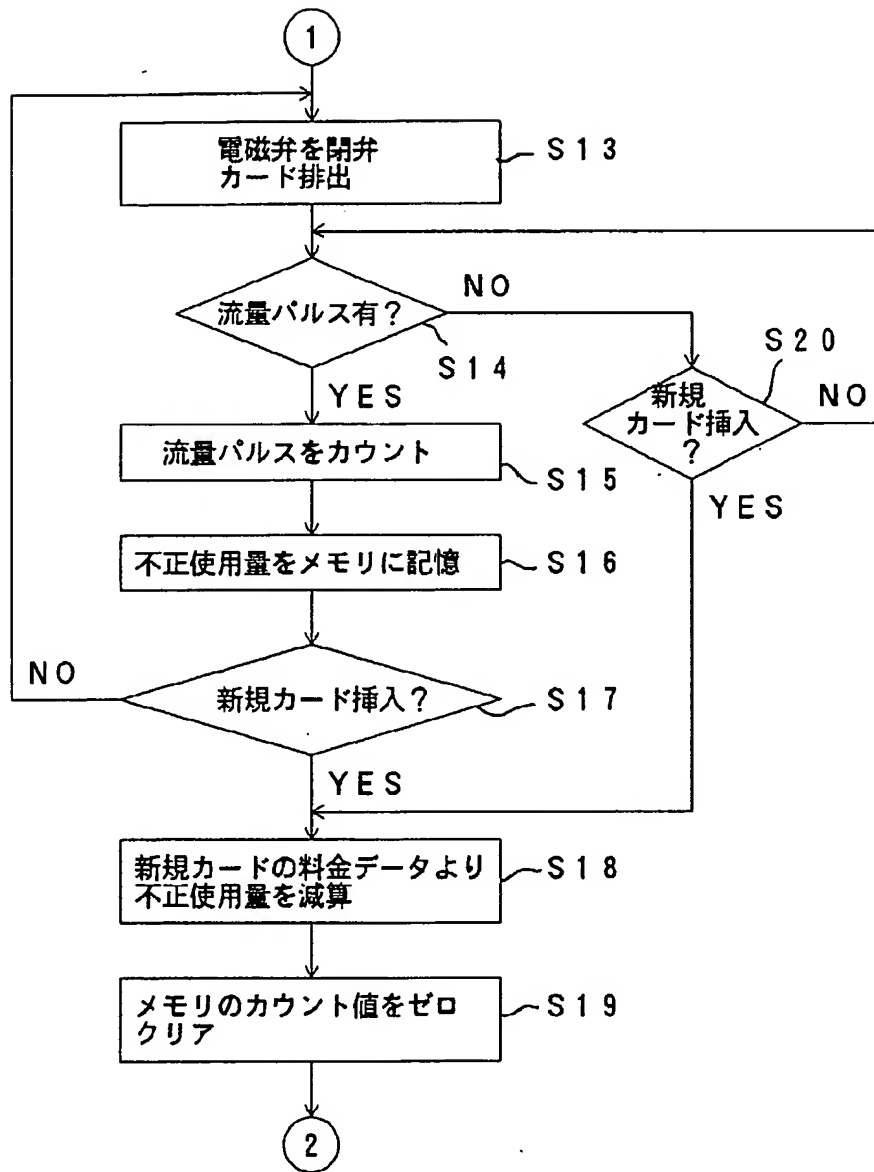 1
電磁弁を閉弁
カード排出
S13
流量パルス有?
NO
S14
YES
S20
新規
カード挿入
?
NO
YES
流量パルスをカウント
S15
不正使用量をメモリに記憶
S16
NO
新規カード挿入?
S17
YES
新規カードの料金データより
不正使用量を減算
S18
メモリのカウント値をゼロ
クリア
S19
2